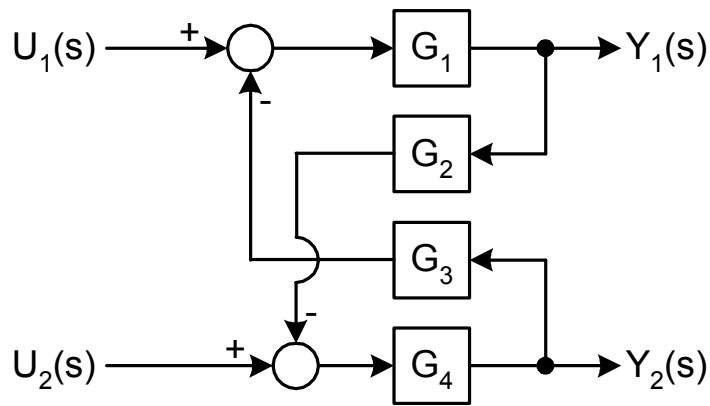 U₁(s) + G₁ Y₁(s)
-
G₂
G₃
-
U₂(s) + G₄ Y₂(s)